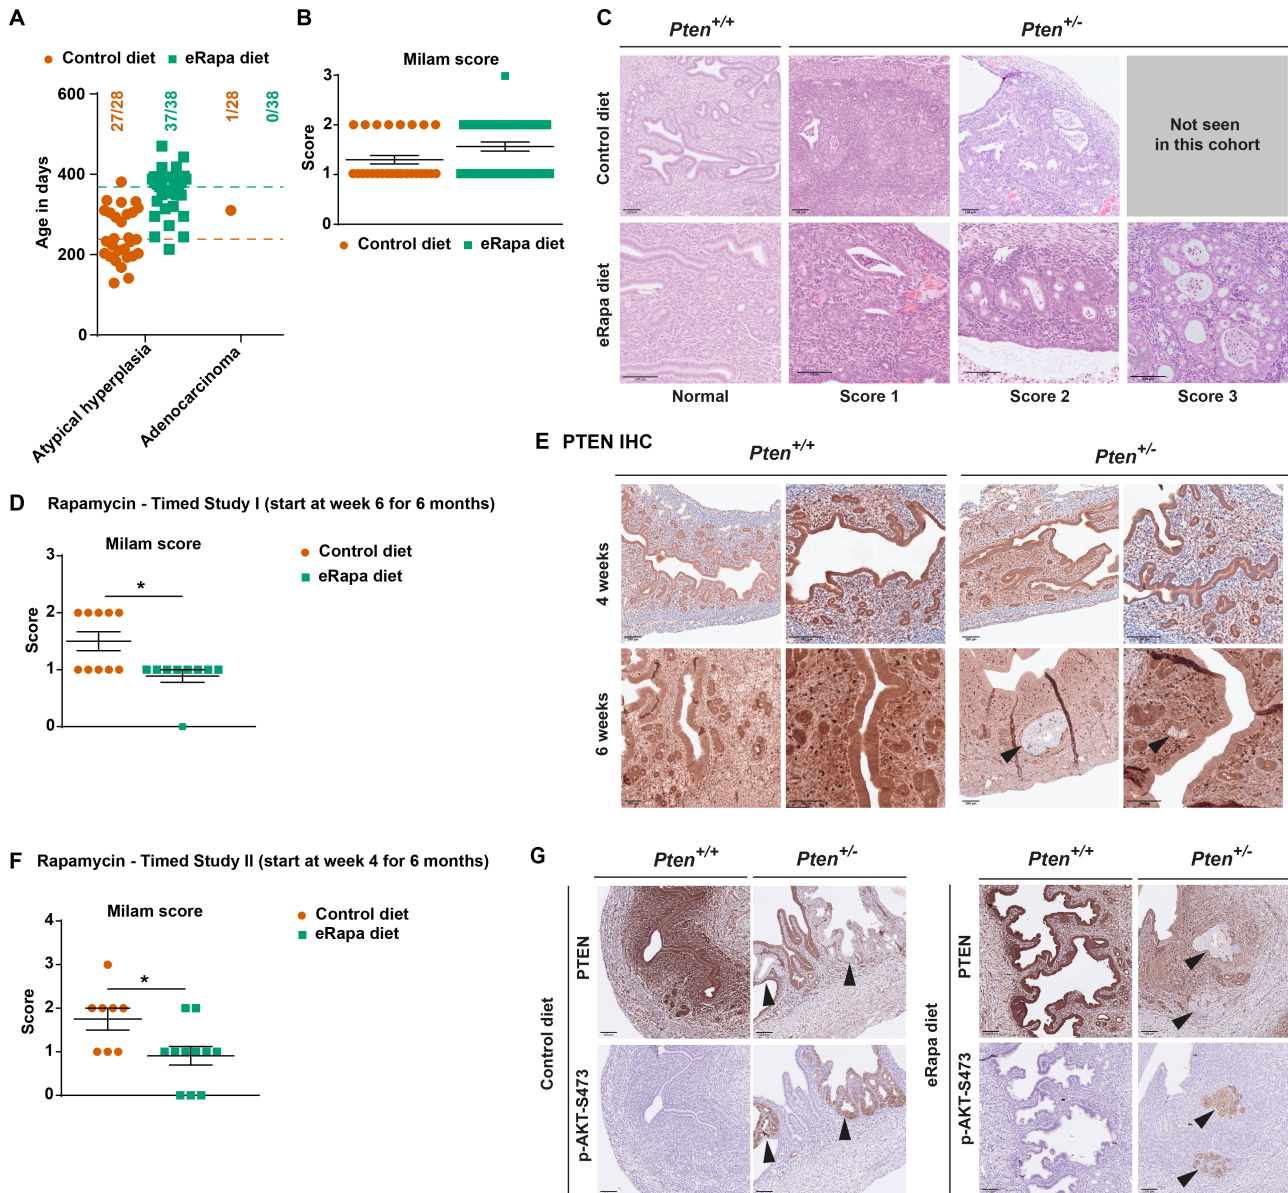 A
Control diet eRapa diet
600
400
200
0
Age in days
27/28
37/38
1/28
0/38
Atypical hyperplasia
Adenocarcinoma
B
Milam score
3
2
1
0
Score
Control diet eRapa diet
C
Pten+/+ Pten+/-
Control diet
Not seen
in this cohort
eRapa diet
Normal Score 1 Score 2 Score 3
D Rapamycin - Timed Study I (start at week 6 for 6 months)
Milam score
3
2
1
0
Score
*
Control diet
eRapa diet
E PTEN IHC
Pten+/+ Pten+/-
4 weeks
6 weeks
F Rapamycin - Timed Study II (start at week 4 for 6 months)
Milam score
4
3
2
1
0
Score
*
Control diet
eRapa diet
G
Pten+/+ Pten+/- Pten+/+ Pten+/-
Control diet
PTEN
p-AKT-S473
eRapa diet
PTEN
p-AKT-S473